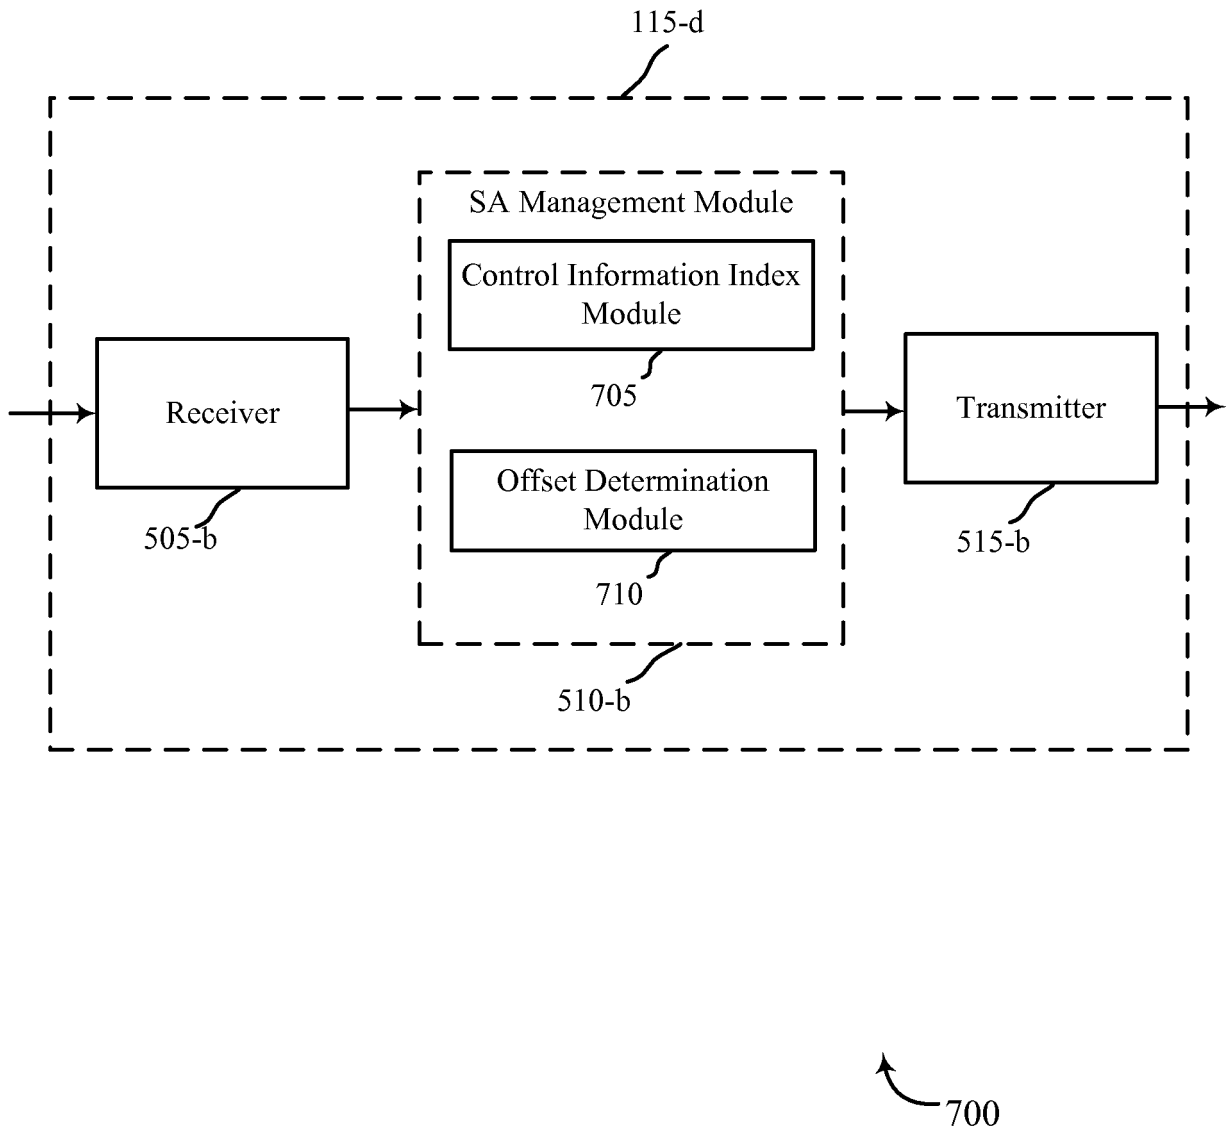 115-d
SA Management Module
Control Information Index
Module
705
Receiver
505-b
Transmitter
515-b
Offset Determination
Module
710
510-b
700